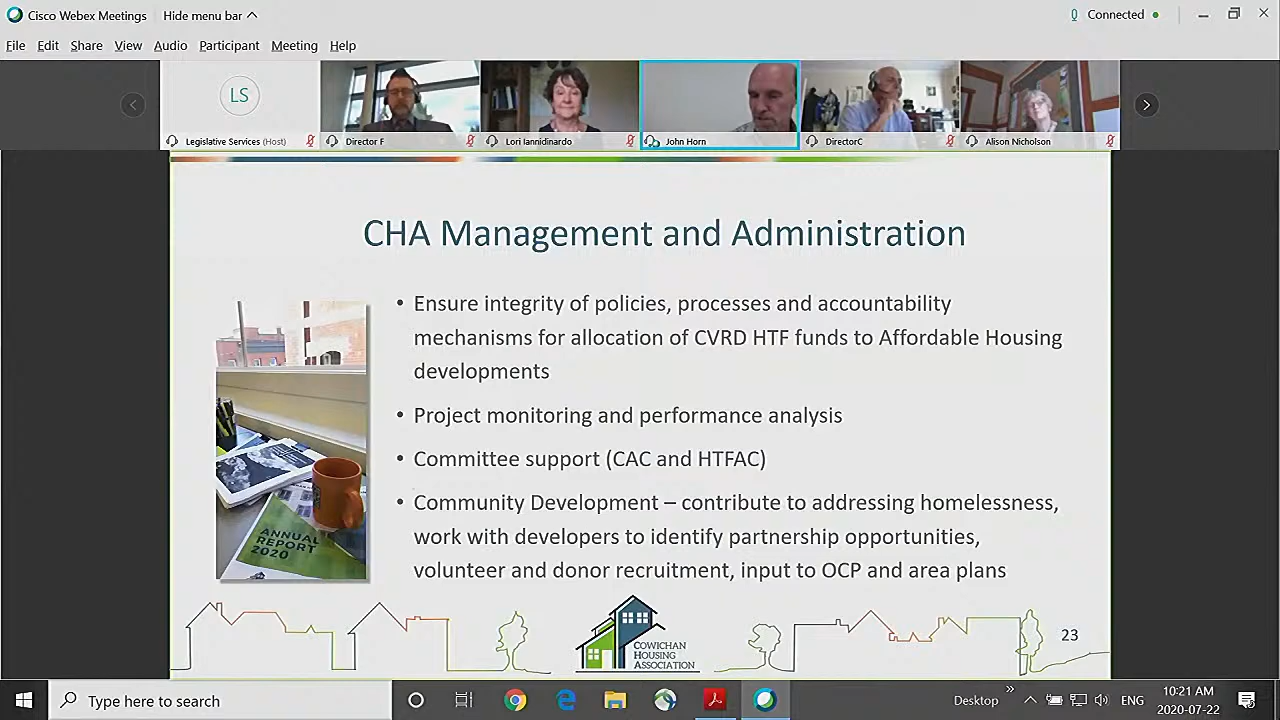 Cisco Webex Meetings
Hide menu bar
Connected
File Edit Share View Audio Participant Meeting Help
LS
Legislative Services (Host)
Director F
Lori Iannidinardo
John Horn
DirectorC
Alison Nicholson
CHA Management and Administration
• Ensure integrity of policies, processes and accountability
mechanisms for allocation of CVRD HTF funds to Affordable Housing
developments
• Project monitoring and performance analysis
• Committee support (CAC and HTFAC)
• Community Development – contribute to addressing homelessness,
work with developers to identify partnership opportunities,
volunteer and donor recruitment, input to OCP and area plans
ANNUAL
REPORT
2020
COWICHAN
HOUSING
ASSOCIATION
23
Type here to search
Desktop
ENG
10:21 AM
2020-07-22